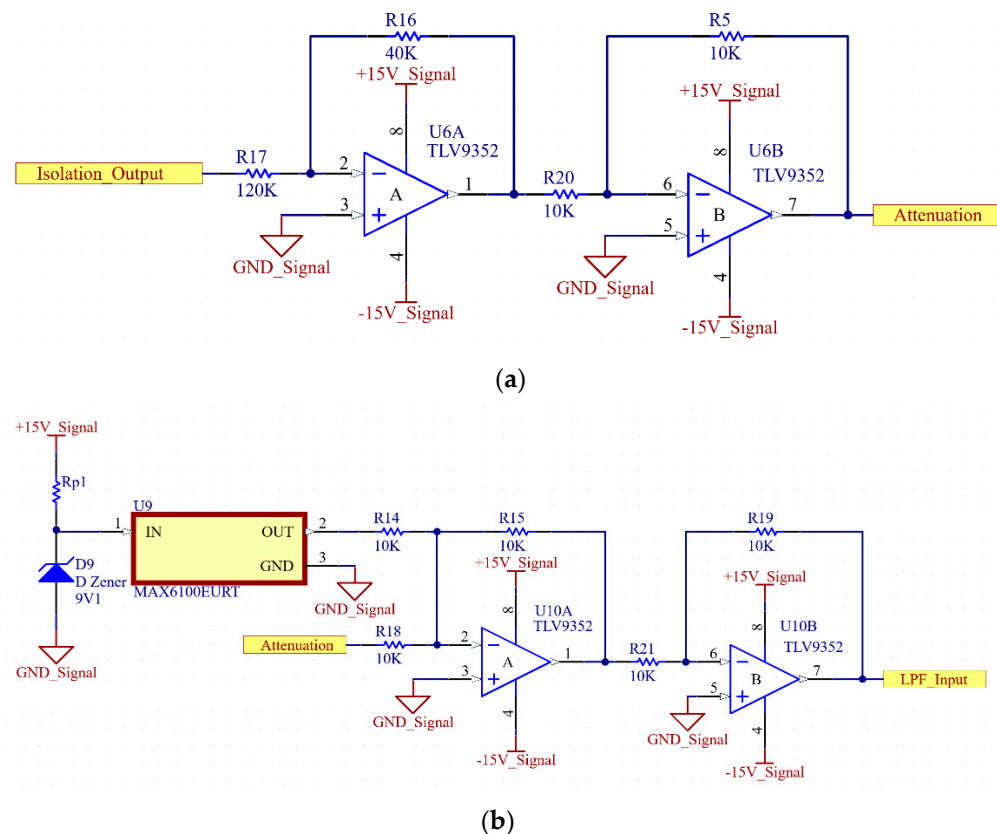 R16
40K
R5
10K
+15V_Signal
+15V_Signal
8
8
U6A
TLV9352
U6B
TLV9352
Isolation_Output
R17
120K
2
A
1
3
R20
10K
6
B
7
5
Attenuation
GND_Signal
GND_Signal
4
4
-15V_Signal
-15V_Signal
(a)
+15V_Signal
Rp1
U9
1
IN
OUT
2
GND
3
MAX6100EURT
D9
D Zener
9V1
GND_Signal
GND_Signal
R14
10K
R15
10K
R19
10K
+15V_Signal
+15V_Signal
8
8
U10A
TLV9352
U10B
TLV9352
Attenuation
R18
10K
2
A
1
3
R21
10K
6
B
7
5
LPF_Input
GND_Signal
GND_Signal
4
4
-15V_Signal
-15V_Signal
(b)